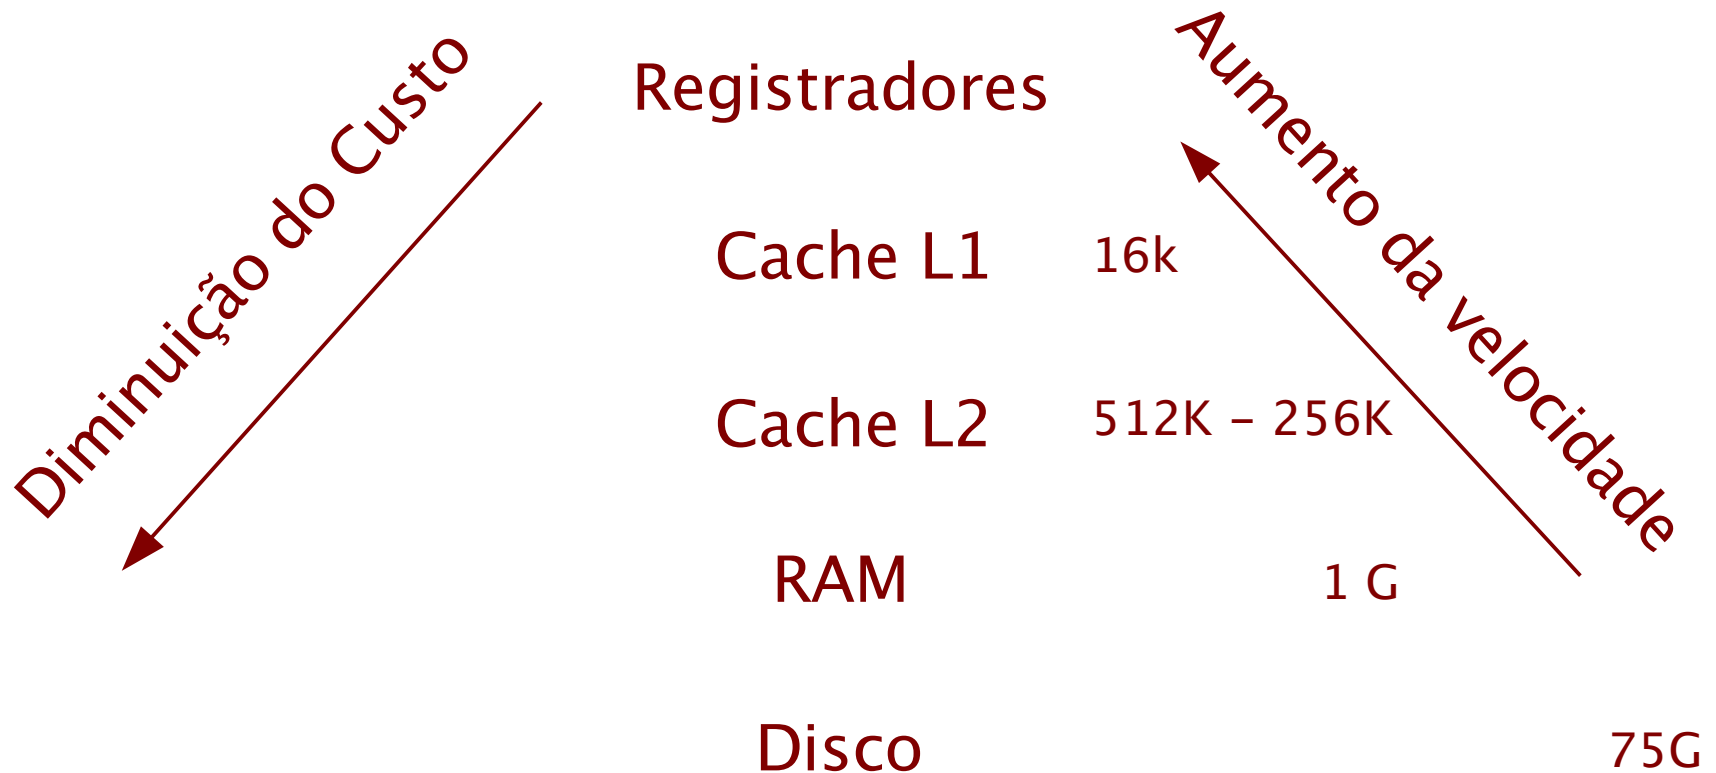 Diminuição do Custo
Aumento da velocidade
Registradores
Cache L1 16k
Cache L2 512K – 256K
RAM 1 G
Disco 75G